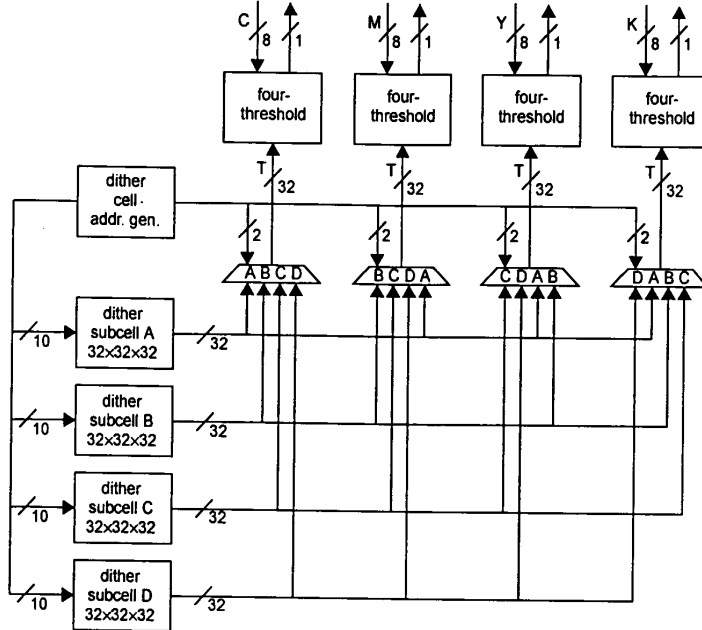 C 8 1 M 8 1 Y 8 1 K 8 1
four-
threshold
four-
threshold
four-
threshold
four-
threshold
T 32 T 32 T 32 T 32
dither
cell
addr. gen.
2 2 2 2
A B C D B C D A C D A B D A B C
10
dither
subcell A
32×32×32
32
10
dither
subcell B
32×32×32
32
10
dither
subcell C
32×32×32
32
10
dither
subcell D
32×32×32
32